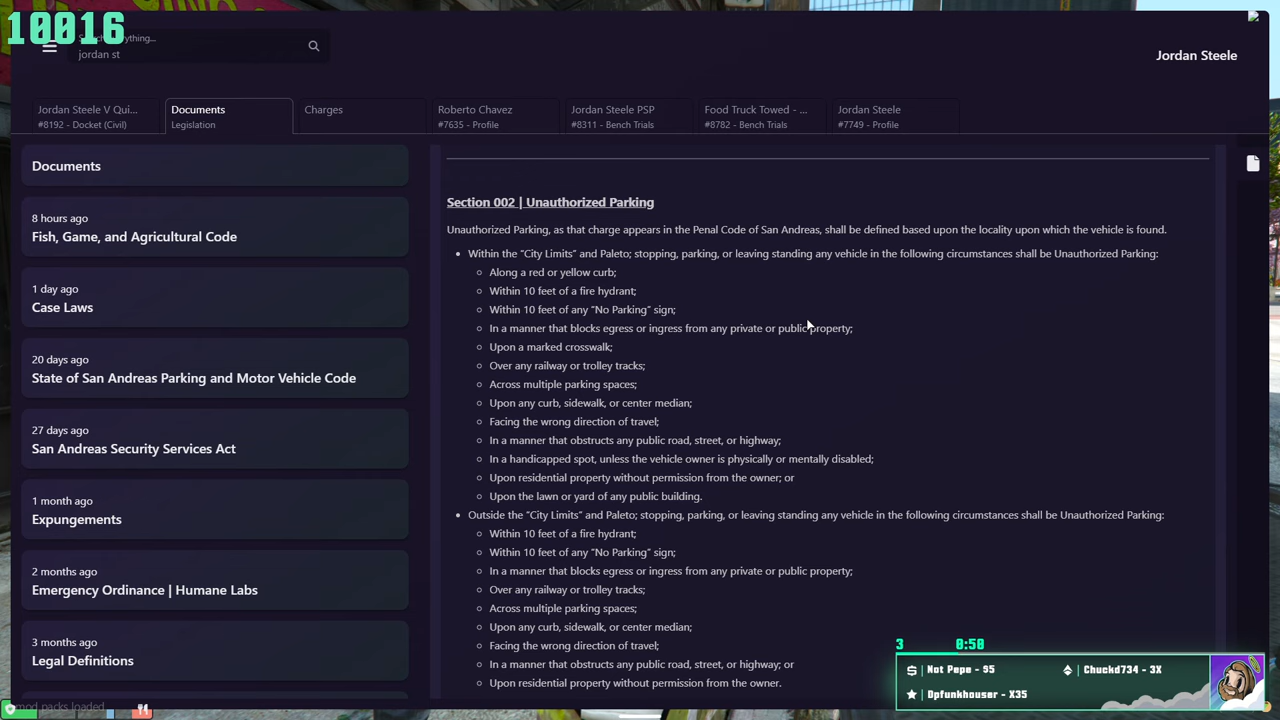 10016
anything...
jordan st
Jordan Steele
Jordan Steele V Qui...
#8192 - Docket (Civil)
Documents
Legislation
Charges
Roberto Chavez
#7635 - Profile
Jordan Steele PSP
#8311 - Bench Trials
Food Truck Towed - ...
#8782 - Bench Trials
Jordan Steele
#7749 - Profile
Documents
8 hours ago
Fish, Game, and Agricultural Code
1 day ago
Case Laws
20 days ago
State of San Andreas Parking and Motor Vehicle Code
27 days ago
San Andreas Security Services Act
1 month ago
Expungements
2 months ago
Emergency Ordinance | Humane Labs
3 months ago
Legal Definitions
Section 002 | Unauthorized Parking
Unauthorized Parking, as that charge appears in the Penal Code of San Andreas, shall be defined based upon the locality upon which the vehicle is found.
Within the “City Limits” and Paleto; stopping, parking, or leaving standing any vehicle in the following circumstances shall be Unauthorized Parking:
Along a red or yellow curb;
Within 10 feet of a fire hydrant;
Within 10 feet of any “No Parking” sign;
In a manner that blocks egress or ingress from any private or public property;
Upon a marked crosswalk;
Over any railway or trolley tracks;
Across multiple parking spaces;
Upon any curb, sidewalk, or center median;
Facing the wrong direction of travel;
In a manner that obstructs any public road, street, or highway;
In a handicapped spot, unless the vehicle owner is physically or mentally disabled;
Upon residential property without permission from the owner; or
Upon the lawn or yard of any public building.
Outside the “City Limits” and Paleto; stopping, parking, or leaving standing any vehicle in the following circumstances shall be Unauthorized Parking:
Within 10 feet of a fire hydrant;
Within 10 feet of any “No Parking” sign;
In a manner that blocks egress or ingress from any private or public property;
Over any railway or trolley tracks;
Across multiple parking spaces;
Upon any curb, sidewalk, or center median;
Facing the wrong direction of travel;
In a manner that obstructs any public road, street, or highway; or
Upon residential property without permission from the owner.
3 0:50
Not Pepe - 95
Chuckd734 - 3X
Dpfunkhouser - X35
mod packs loaded